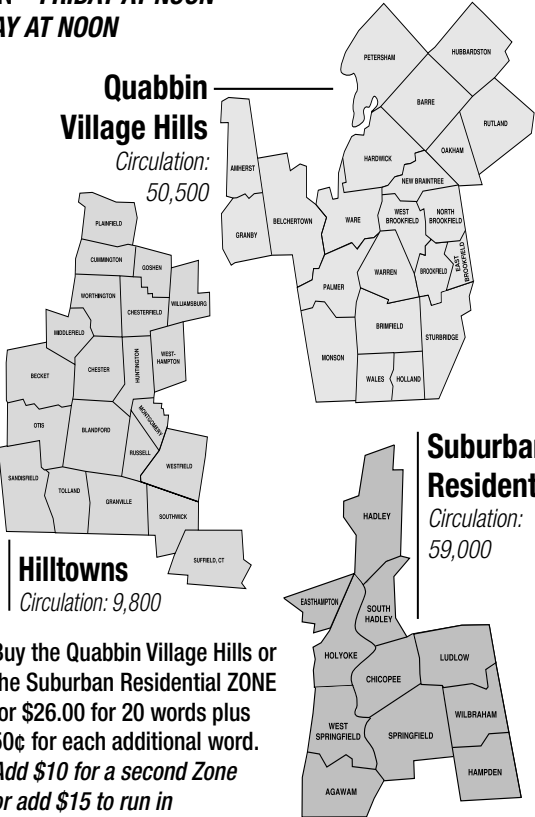 FRIDAY AT NOON
AY AT NOON
Quabbin
Village Hills
Circulation:
50,500
PETERSHAM
HUBBARDSTON
BARRE
RUTLAND
OAKHAM
HARDWICK
NEW BRAINTREE
AMHERST
BELCHERTOWN
GRANBY
WARE
WEST
BROOKFIELD
NORTH
BROOKFIELD
EAST
BROOKFIELD
BROOKFIELD
WARREN
PALMER
BRIMFIELD
STURBRIDGE
MONSON
WALES
HOLLAND
PLAINFIELD
CUMMINGTON
GOSHEN
WORTHINGTON
CHESTERFIELD
WILLIAMSBURG
MIDDLEFIELD
CHESTER
HUNTINGTON
WEST-
HAMPTON
BECKET
MONTGOMERY
OTIS
BLANDFORD
RUSSELL
WESTFIELD
SANDISFIELD
TOLLAND
GRANVILLE
SOUTHWICK
SUFFIELD, CT
Hilltowns
Circulation: 9,800
Suburban
Resident
Circulation:
59,000
HADLEY
EASTHAMPTON
SOUTH
HADLEY
HOLYOKE
CHICOPEE
LUDLOW
WEST
SPRINGFIELD
SPRINGFIELD
WILBRAHAM
AGAWAM
HAMPDEN
Buy the Quabbin Village Hills or
the Suburban Residential ZONE
for $26.00 for 20 words plus
50¢ for each additional word.
Add $10 for a second Zone
or add $15 to run in